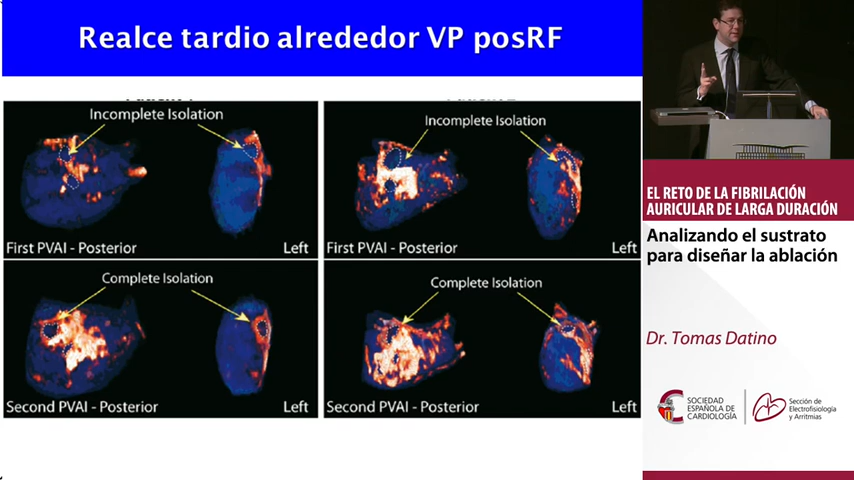 Realce tardio alrededor VP posRF
Incomplete Isolation
First PVAI - Posterior
Left
Incomplete Isolation
First PVAI - Posterior
Left
Complete Isolation
Second PVAI - Posterior
Left
Complete Isolation
Second PVAI - Posterior
Left
EL RETO DE LA FIBRILACIÓN
AURICULAR DE LARGA DURACIÓN
Analizando el sustrato
para diseñar la ablación
Dr. Tomas Datino
SOCIEDAD
ESPAÑOLA DE
CARDIOLOGÍA
Sección de
Electrofisiología
y Arritmias